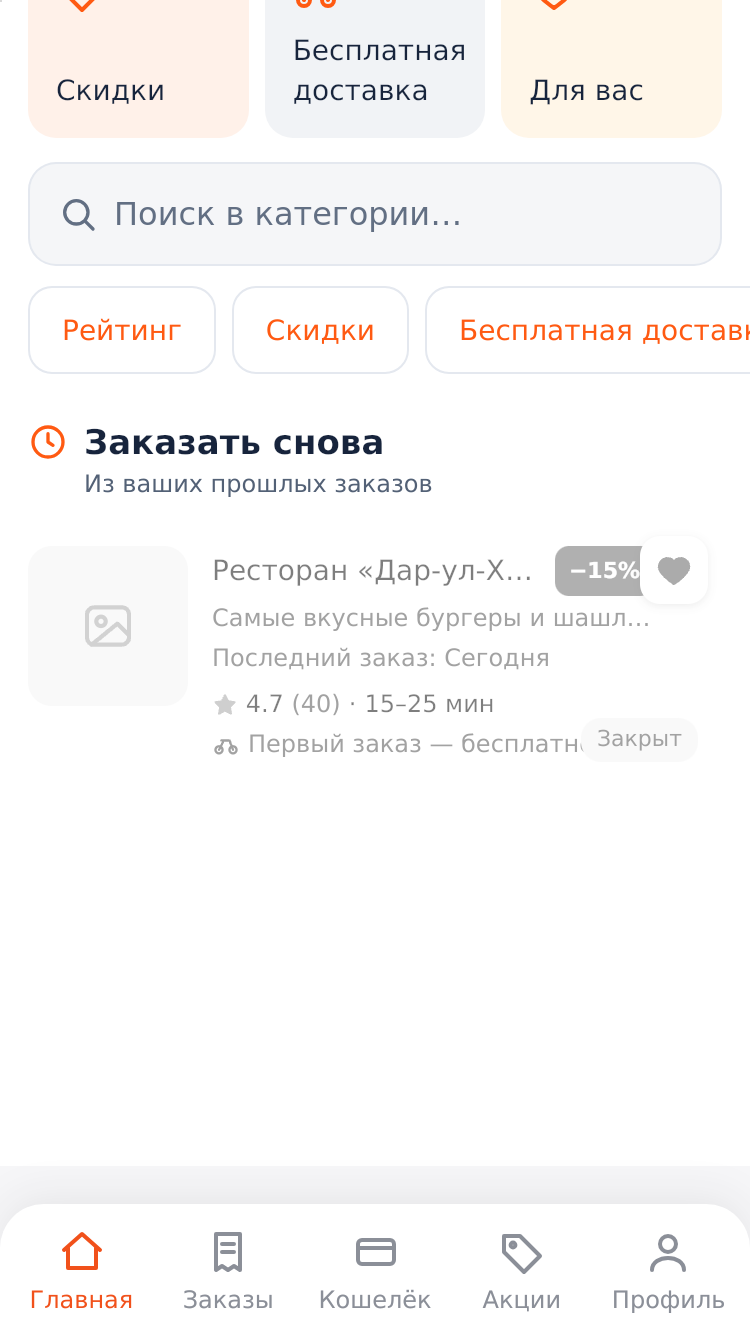 Скидки
Бесплатная
доставка
Для вас
Поиск в категории...
Рейтинг
Скидки
Бесплатная
Заказать снова
Из ваших прошлых заказов
Ресторан «Дар-ул-Х...
−15%
Самые вкусные бургеры и шашл...
Последний заказ: Сегодня
4.7 (40) · 15–25 мин
Первый заказ —
Закрыт
Главная
Заказы
Кошелёк
Акции
Профиль